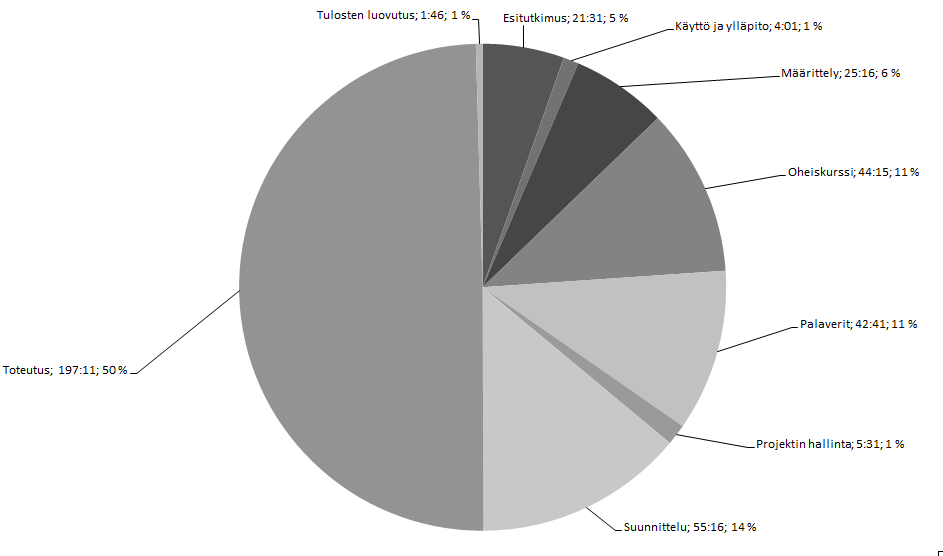 Tulosten luovutus; 1:46; 1 %
Esitutkimus; 21:31; 5 %
Käyttö ja ylläpito; 4:01; 1 %
Määrittely; 25:16; 6 %
Oheiskurssi; 44:15; 11 %
Palaverit; 42:41; 11 %
Toteutus; 197:11; 50 %
Projektin hallinta; 5:31; 1 %
Suunnittelu; 55:16; 14 %